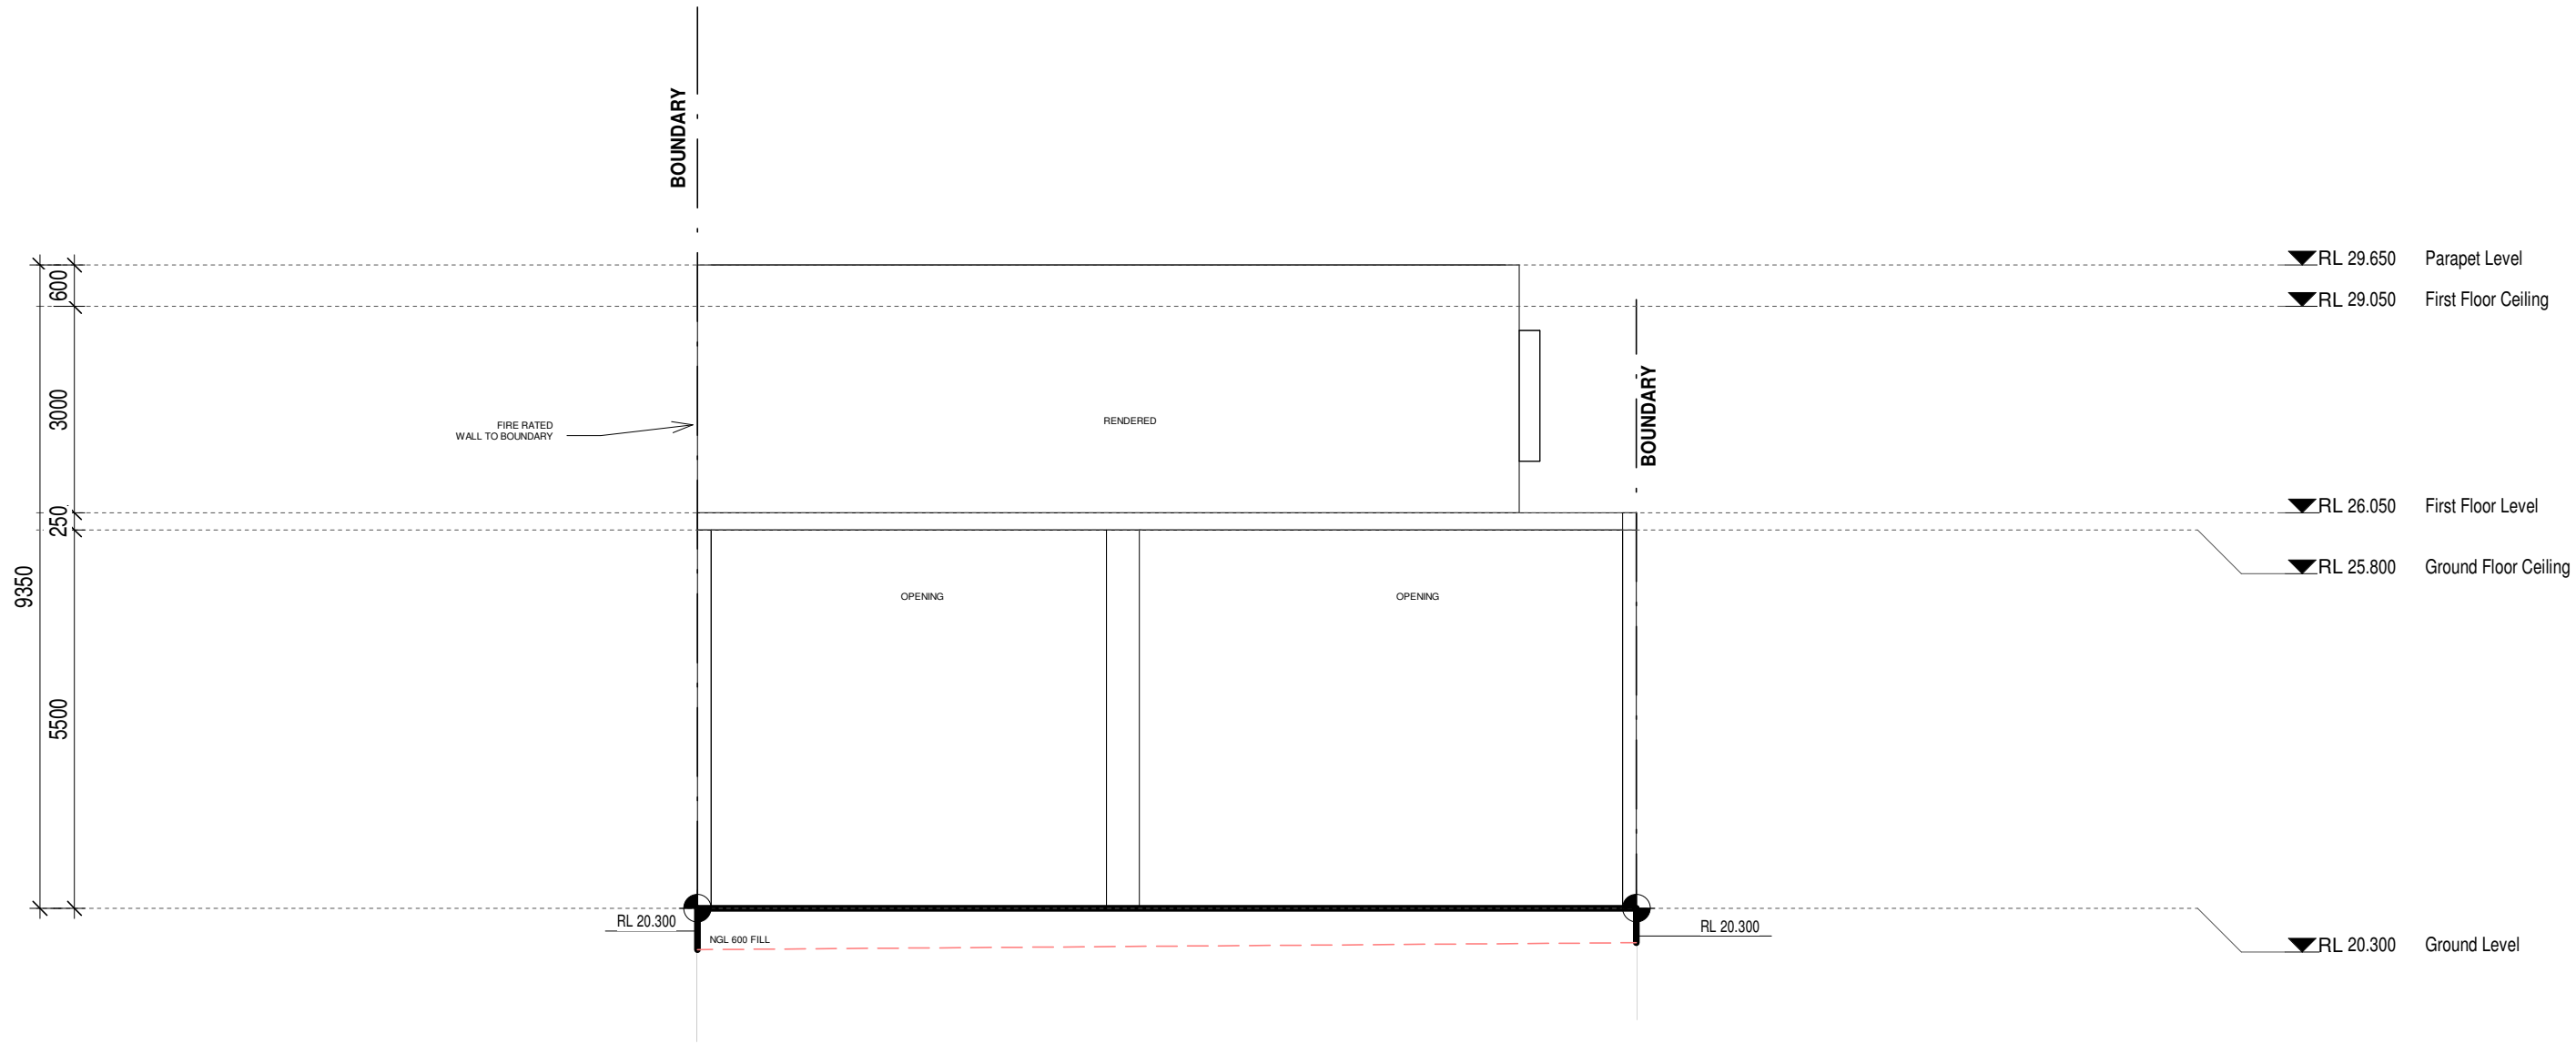 BOUNDARY
RL 29.650 Parapet Level
600
RL 29.050 First Floor Ceiling
3000
BOUNDARY
FIRE RATED
WALL TO BOUNDARY
RENDERED
250
RL 26.050 First Floor Level
RL 25.800 Ground Floor Ceiling
9350
OPENING
OPENING
5500
RL 20.300
RL 20.300
NGL 600 FILL
RL 20.300 Ground Level